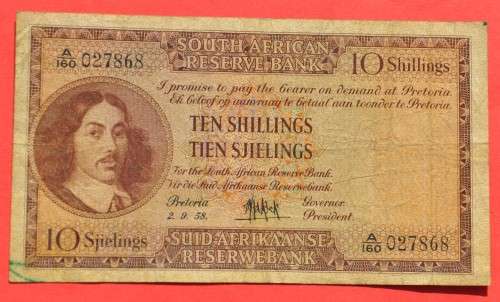 SOUTH AFRICAN
RESERVE BANK
A/160 027868
10 Shillings
I promise to pay the bearer on demand at Pretoria.
Ek beloof op aanvraag te betaal aan toonder te Pretoria.
TEN SHILLINGS
TIEN SJIELINGS
For the South African Reserve Bank.
Vir die Suid-Afrikaanse Reserwebank.
Pretoria
2. 9. 58.
Governor.
President.
10 Sjielings
SUID-AFRIKAANSE
RESERWEBANK
A/160 027868